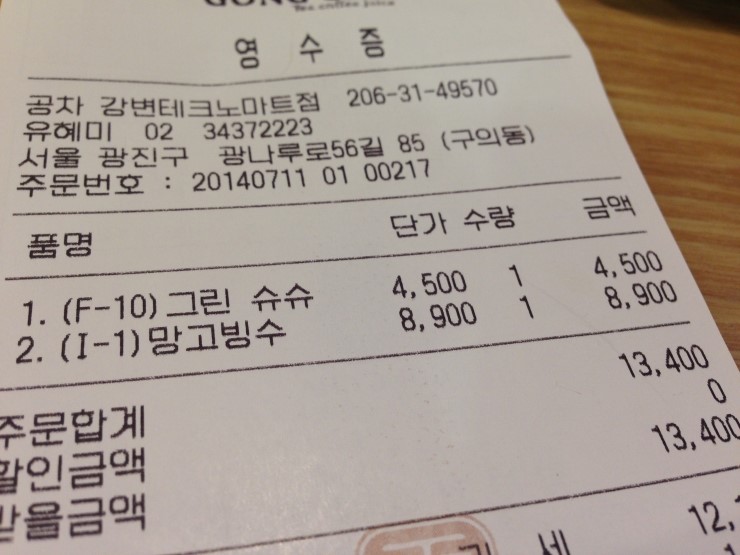 Tea coffee juice
영 수 증
공차 강변테크노마트점 206-31-49570
유혜미 02 34372223
서울 광진구 광나루로56길 85 (구의동)
주문번호 : 20140711 01 00217
품명 단가 수량 금액
1. (F-10)그린 슈슈 4,500 1 4,500
2. (I-1)망고빙수 8,900 1 8,900
주문합계 13,400
할인금액 0
받을금액 13,400